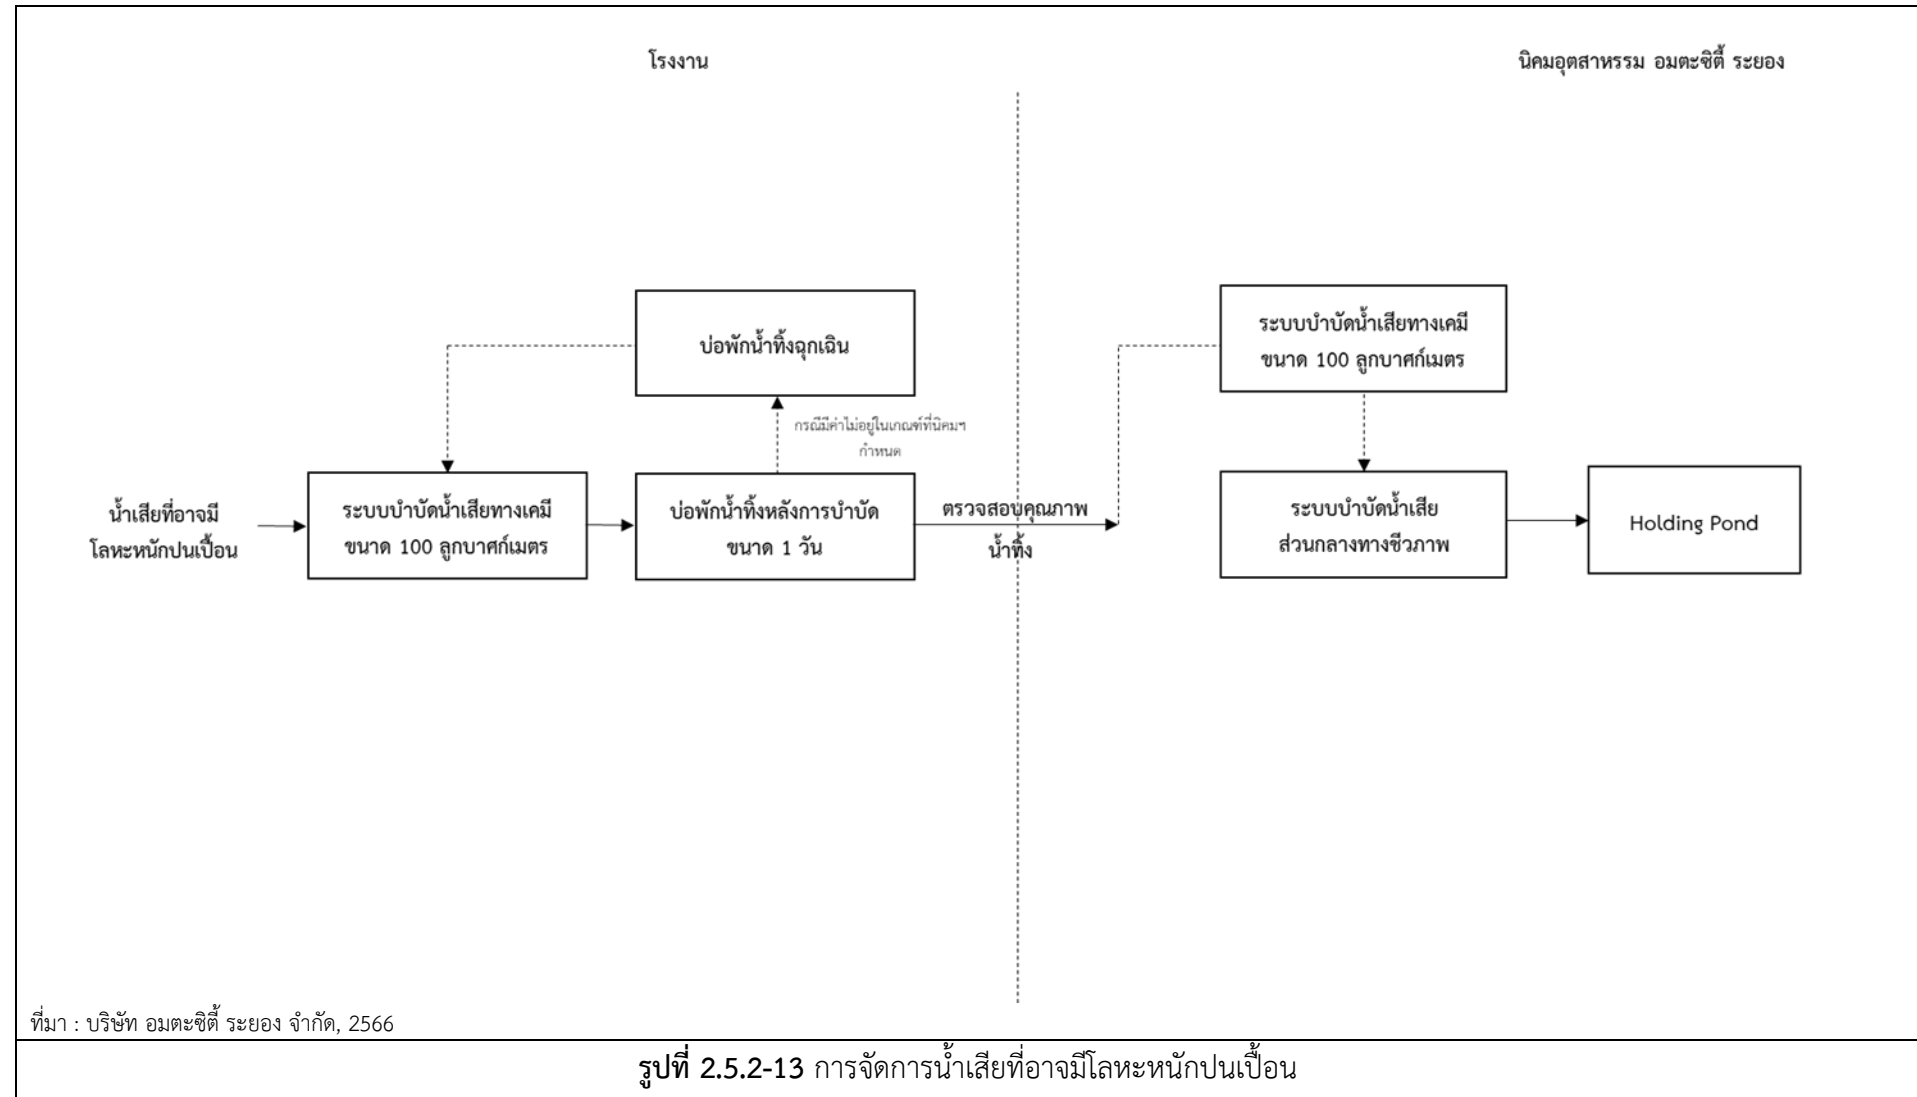 โรงงาน
นิคมอุตสาหรรม อมตะซิตี้ ระยอง
บ่อพักน้ำทิ้งฉุกเฉิน
กรณีมีค่าไม่อยู่ในเกณฑ์ที่นิคมฯ
กำหนด
น้ำเสียที่อาจมี
โลหะหนักปนเปื้อน
ระบบบำบัดน้ำเสียทางเคมี
ขนาด 100 ลูกบาศก์เมตร
บ่อพักน้ำทิ้งหลังการบำบัด
ขนาด 1 วัน
ตรวจสอบคุณภาพ
น้ำทิ้ง
ระบบบำบัดน้ำเสียทางเคมี
ขนาด 100 ลูกบาศก์เมตร
ระบบบำบัดน้ำเสีย
ส่วนกลางทางชีวภาพ
Holding Pond
ที่มา : บริษัท อมตะซิตี้ ระยอง จำกัด, 2566
รูปที่ 2.5.2-13 การจัดการน้ำเสียที่อาจมีโลหะหนักปนเปื้อน